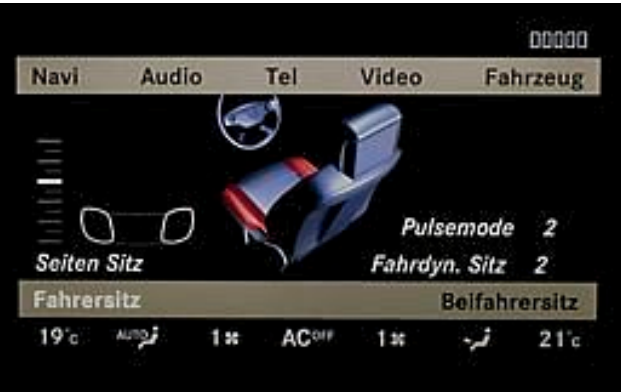 Navi Audio Tel Video Fahrzeug
Pulsemode 2
Seiten Sitz Fahrdyn. Sitz 2
Fahrersitz Beifahrersitz
19°c AUTO 1 AC OFF 1 21°c